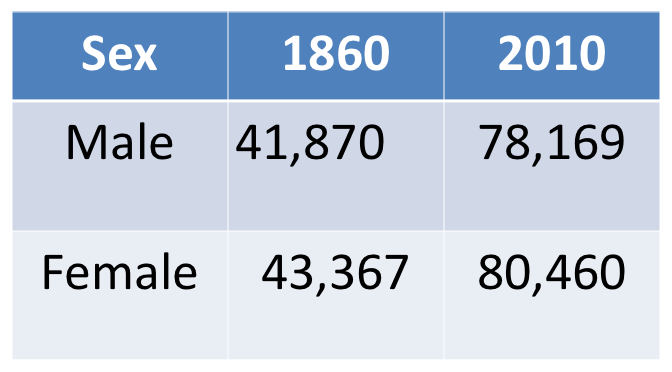 Sex 1860 2010
Male 41,870 78,169
Female 43,367 80,460